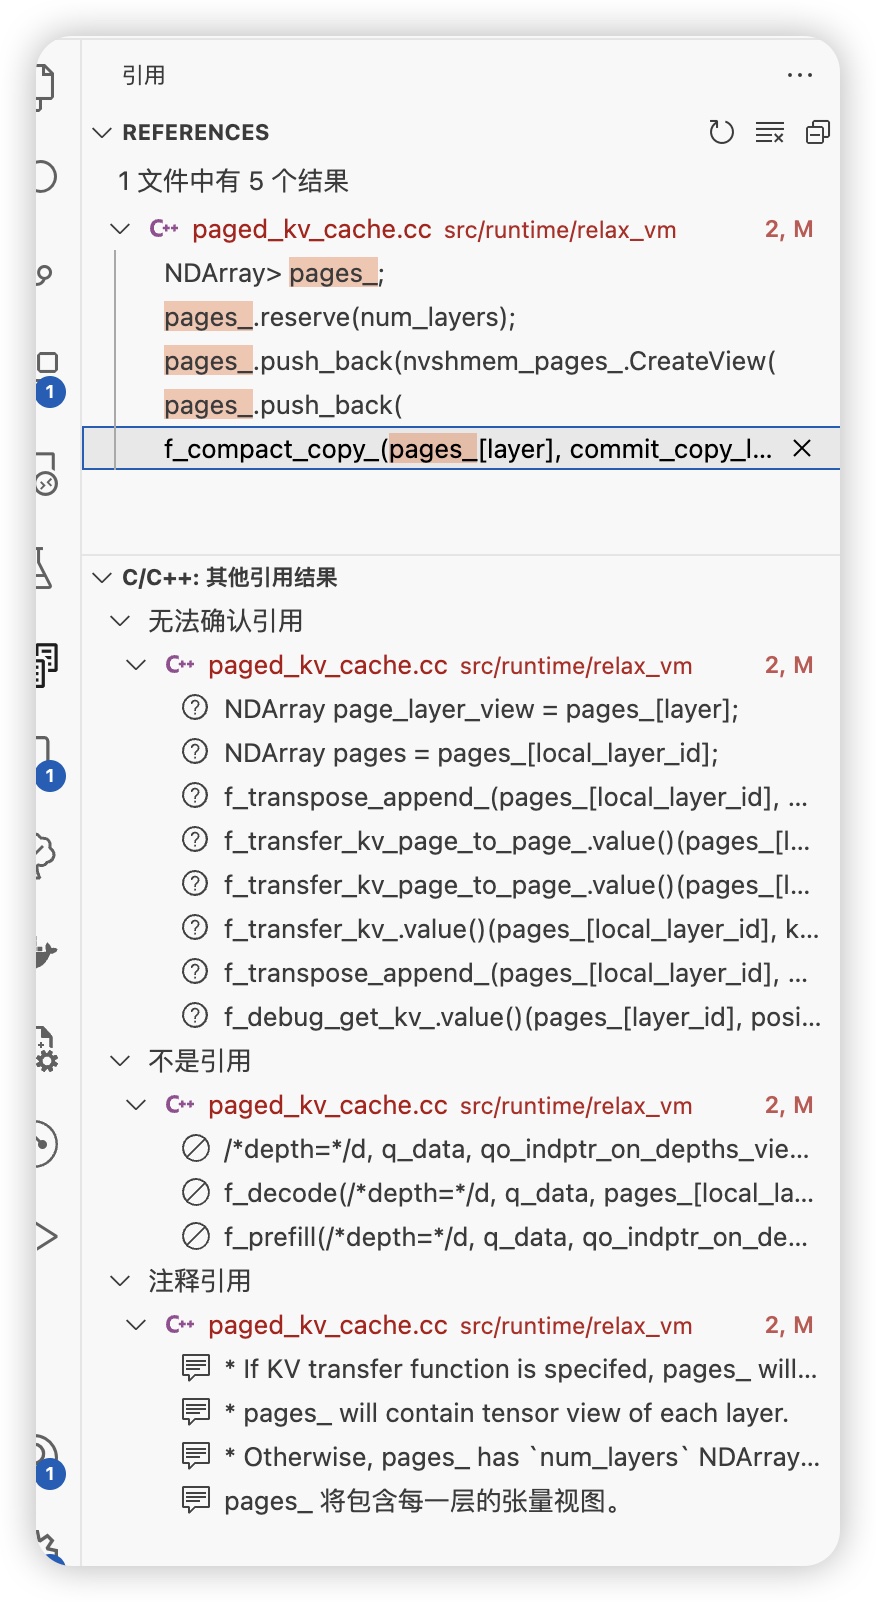 引用
REFERENCES
1 文件中有 5 个结果
C++ paged_kv_cache.cc src/runtime/relax_vm 2, M
NDArray> pages_;
pages_.reserve(num_layers);
pages_.push_back(nvshmem_pages_.CreateView(
pages_.push_back(
f_compact_copy_(pages_[layer], commit_copy_l...
1
C/C++: 其他引用结果
无法确认引用
C++ paged_kv_cache.cc src/runtime/relax_vm 2, M
NDArray page_layer_view = pages_[layer];
NDArray pages = pages_[local_layer_id];
1
f_transpose_append_(pages_[local_layer_id], ...
f_transfer_kv_page_to_page_.value()(pages_[l...
f_transfer_kv_page_to_page_.value()(pages_[l...
f_transfer_kv_.value()(pages_[local_layer_id], k...
f_transpose_append_(pages_[local_layer_id], ...
f_debug_get_kv_.value()(pages_[layer_id], posi...
不是引用
C++ paged_kv_cache.cc src/runtime/relax_vm 2, M
/*depth=*/d, q_data, qo_indptr_on_depths_vie...
f_decode(/*depth=*/d, q_data, pages_[local_la...
f_prefill(/*depth=*/d, q_data, qo_indptr_on_de...
注释引用
C++ paged_kv_cache.cc src/runtime/relax_vm 2, M
* If KV transfer function is specifed, pages_ will...
* pages_ will contain tensor view of each layer.
* Otherwise, pages_ has `num_layers` NDArray...
1
pages_ 将包含每一层的张量视图。